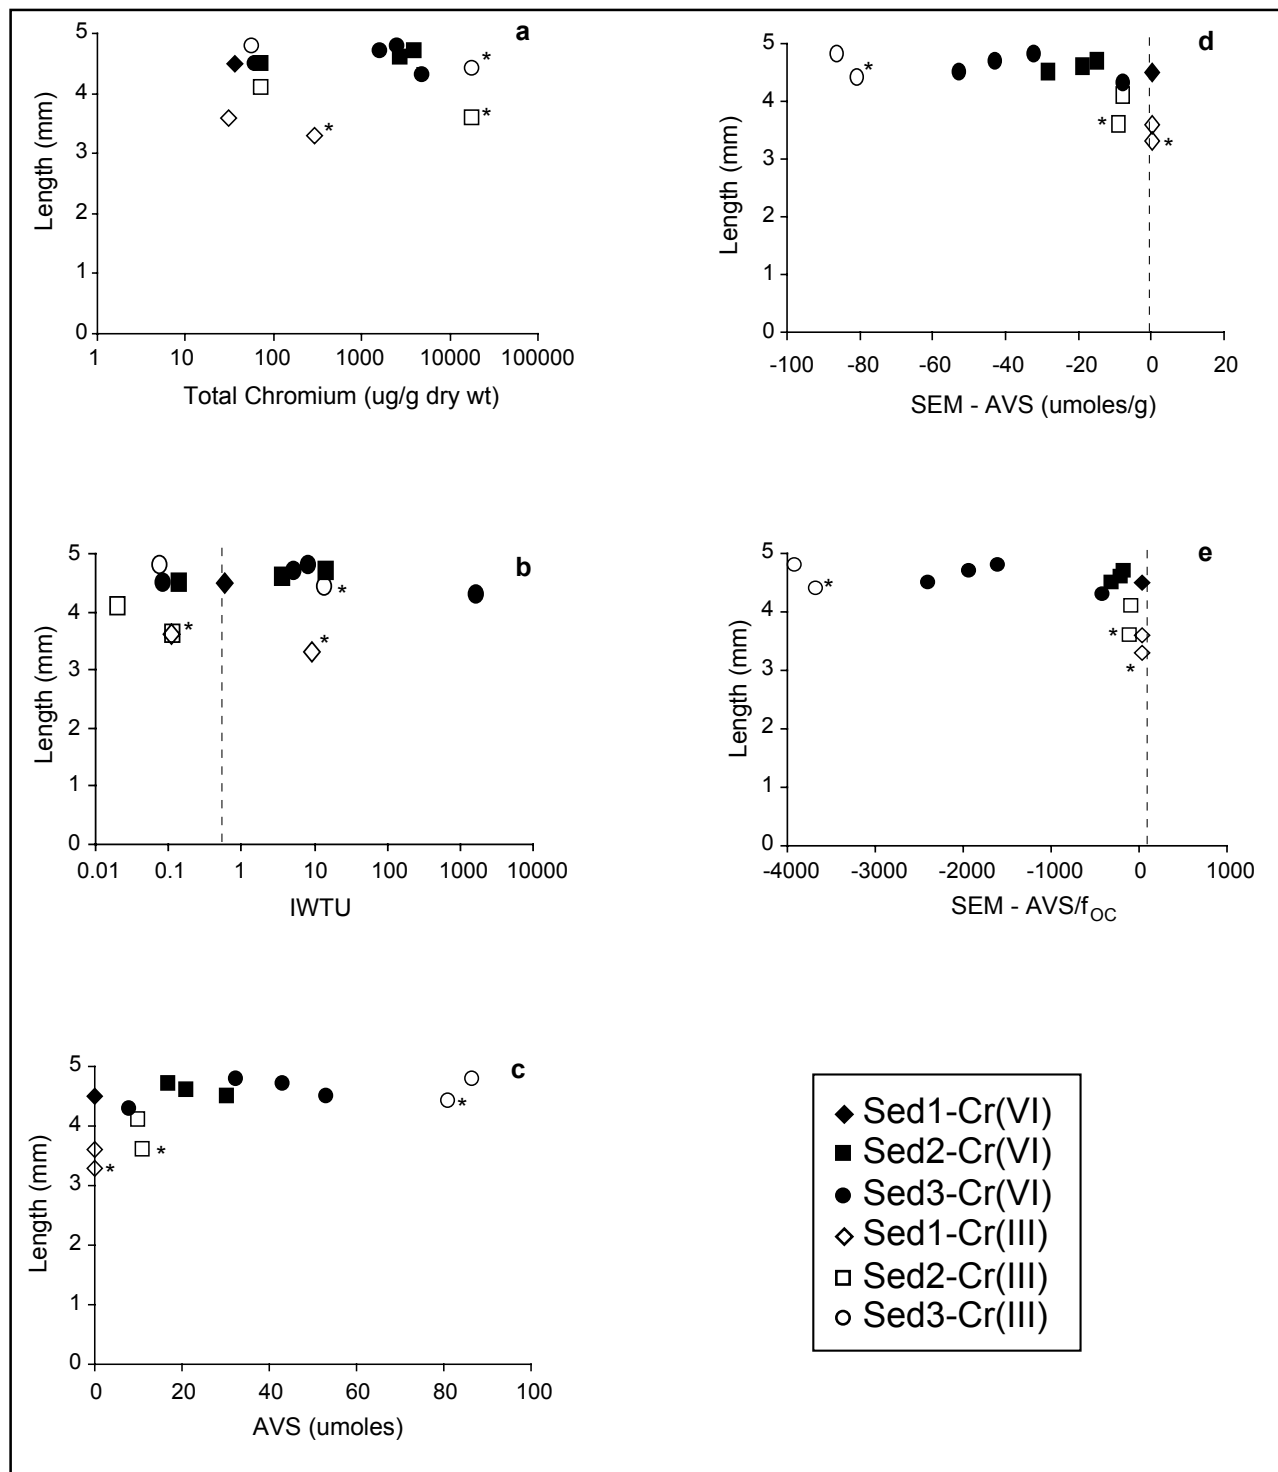 a
5
4
3
2
1
0
Length (mm)
1 10 100 1000 10000 100000
Total Chromium (ug/g dry wt)
* * * 
d
5
4
3
2
1
0
Length (mm)
-100 -80 -60 -40 -20 0 20
SEM - AVS (umoles/g)
* * *
b
5
4
3
2
1
0
Length (mm)
0.01 0.1 1 10 100 1000 10000
IWTU
* * *
e
5
4
3
2
1
0
Length (mm)
-4000 -3000 -2000 -1000 0 1000
SEM - AVS/fOC
* * *
c
5
4
3
2
1
0
Length (mm)
0 20 40 60 80 100
AVS (umoles)
* * *
Sed1-Cr(VI)
Sed2-Cr(VI)
Sed3-Cr(VI)
Sed1-Cr(III)
Sed2-Cr(III)
Sed3-Cr(III)